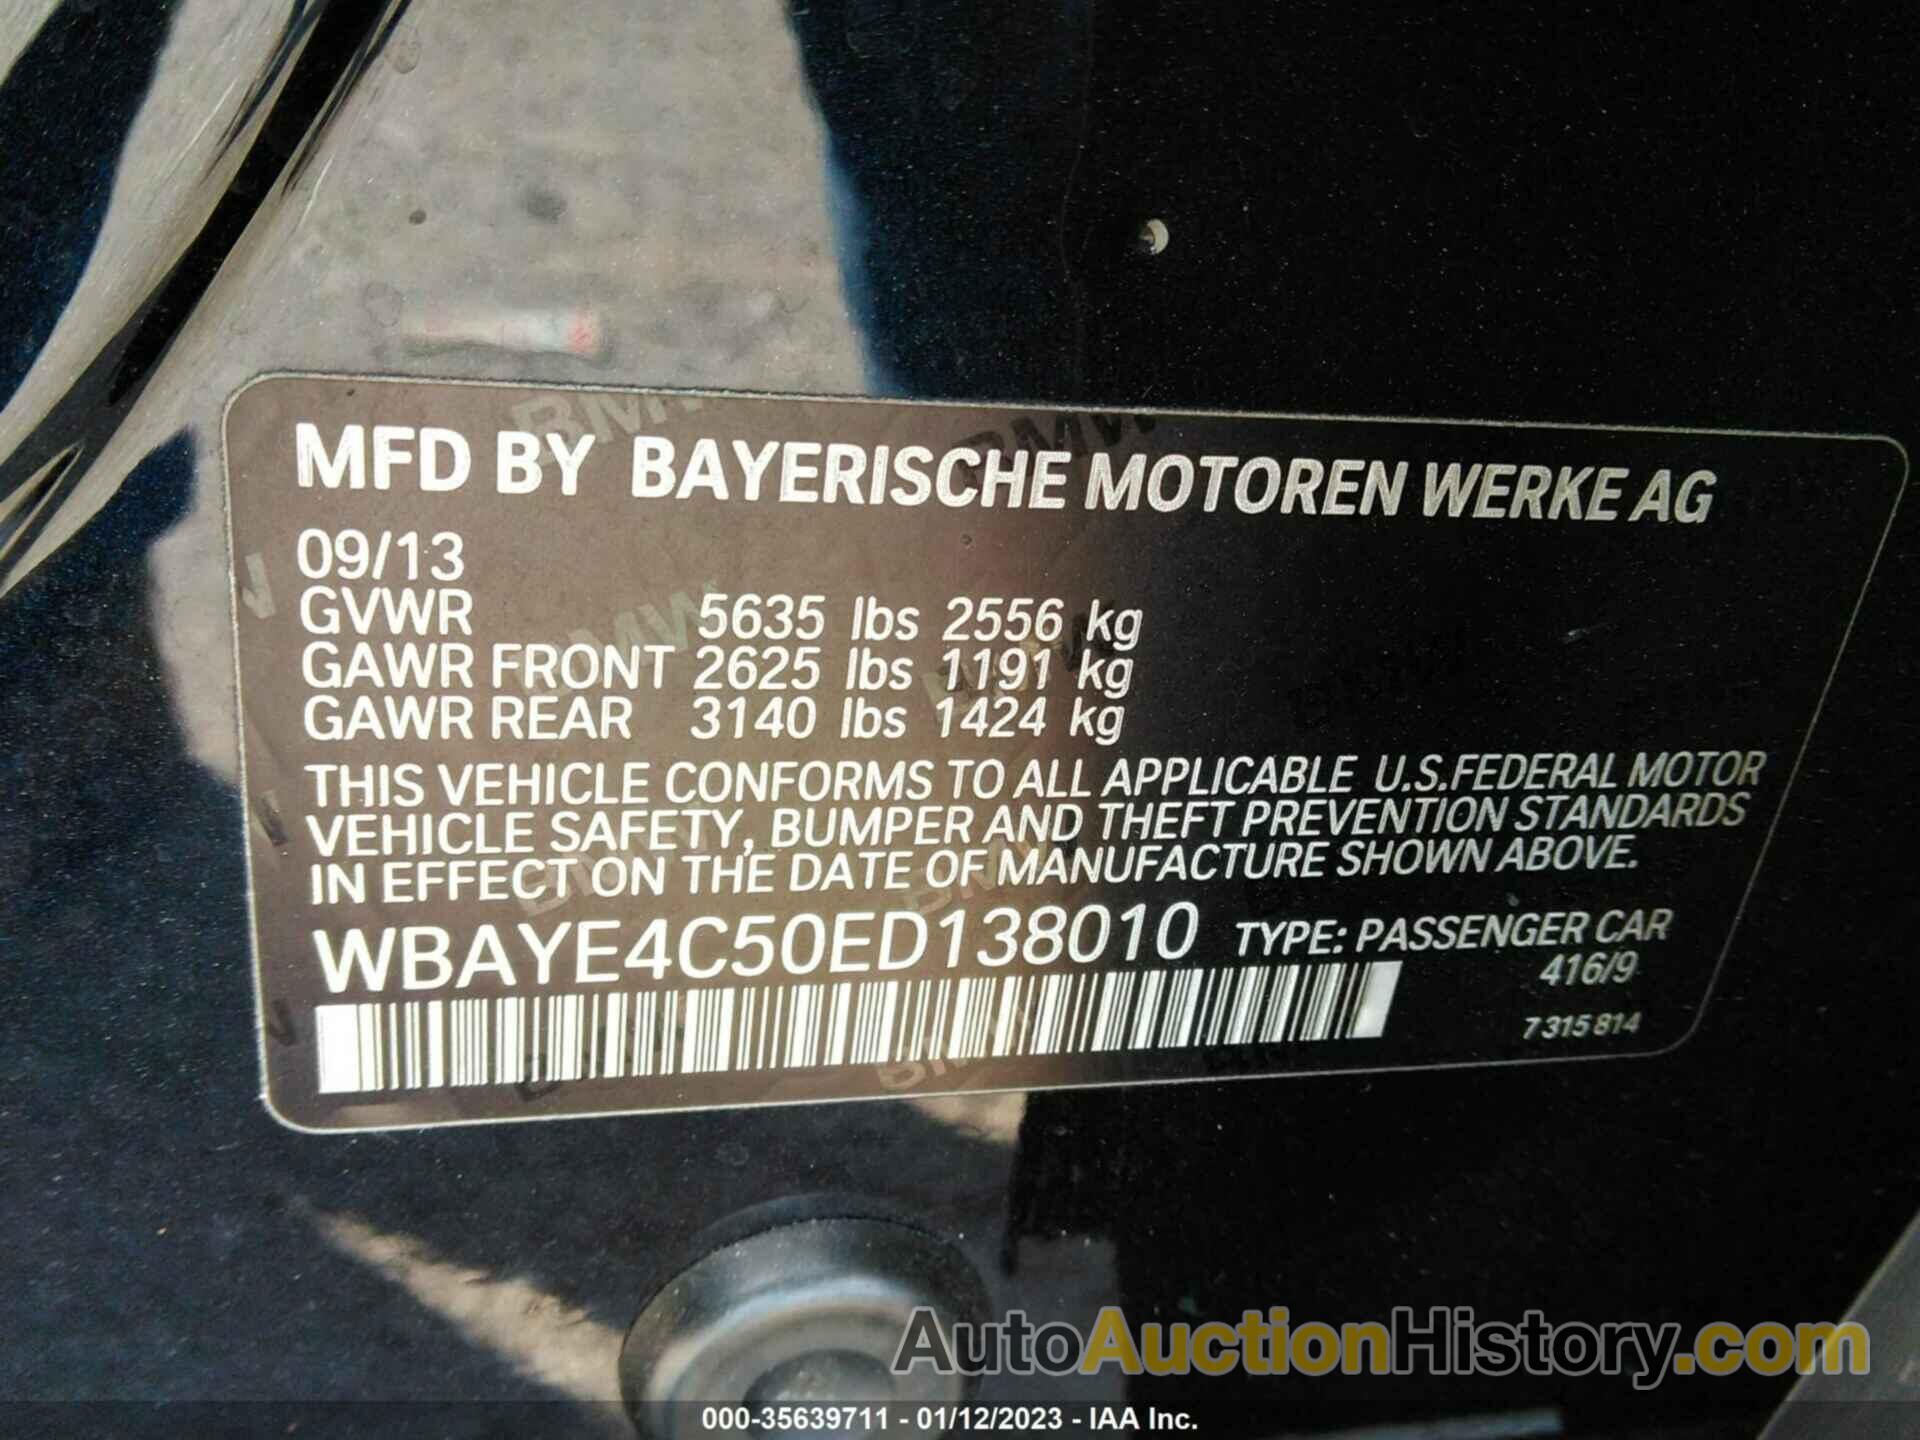 MFD BY BAYERISCHE MOTOREN WERKE AG
09/13
GVWR 5635 lbs 2556 kg
GAWR FRONT 2625 lbs 1191 kg
GAWR REAR 3140 lbs 1424 kg
THIS VEHICLE CONFORMS TO ALL APPLICABLE U.S.FEDERAL MOTOR
VEHICLE SAFETY, BUMPER AND THEFT PREVENTION STANDARDS
IN EFFECT ON THE DATE OF MANUFACTURE SHOWN ABOVE.
WBAYE4C50ED138010 TYPE: PASSENGER CAR
416/9
7 315 814
AutoAuctionHistory.com
000-35639711 - 01/12/2023 - IAA Inc.